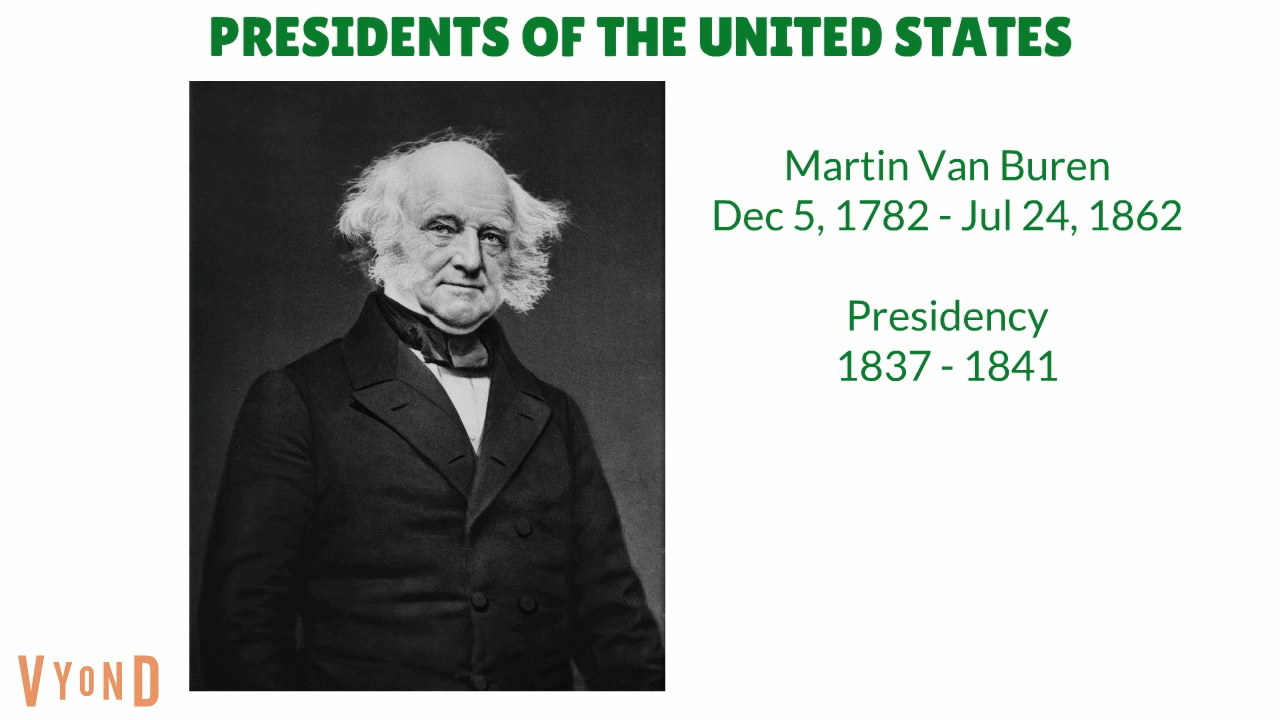 PRESIDENTS OF THE UNITED STATES
Martin Van Buren
Dec 5, 1782 - Jul 24, 1862
Presidency
1837 - 1841
VYOND